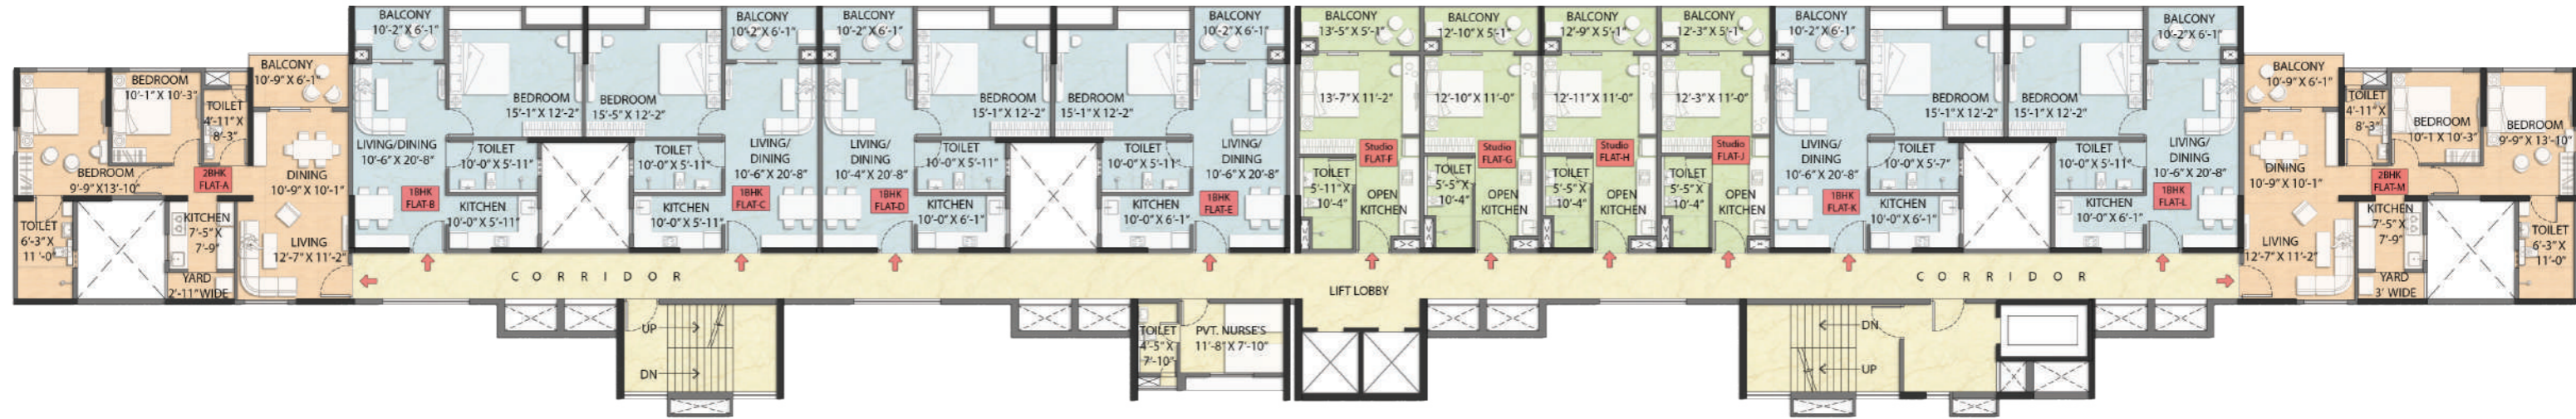 BEDROOM
9'-9"X13'-10"
BEDROOM
10'-1" X 10'-3"
TOILET
4'-11" X
8'-3"
BALCONY
10'-9" X 6'-1"
2BHK
FLAT-A
DINING
10'-9" X 10'-1"
TOILET
6'-3" X
11'-0"
KITCHEN
7'-5" X
7'-9"
YARD
2'-11" WIDE
LIVING
12'-7" X 11'-2"
BALCONY
10'-2" X 6'-1"
BEDROOM
15'-1" X 12'-2"
LIVING/DINING
10'-6" X 20'-8"
TOILET
10'-0" X 5'-11"
1BHK
FLAT-B
KITCHEN
10'-0" X 5'-11"
BALCONY
10'-2" X 6'-1"
BEDROOM
15'-5" X 12'-2"
LIVING/
DINING
10'-6" X 20'-8"
TOILET
10'-0" X 5'-11"
1BHK
FLAT-C
KITCHEN
10'-0" X 5'-11"
BALCONY
10'-2" X 6'-1"
BEDROOM
15'-1" X 12'-2"
LIVING/
DINING
10'-4" X 20'-8"
TOILET
10'-0" X 5'-11"
1BHK
FLAT-D
KITCHEN
10'-0" X 6'-1"
BALCONY
10'-2" X 6'-1"
BEDROOM
15'-1" X 12'-2"
LIVING/
DINING
10'-6" X 20'-8"
TOILET
10'-0" X 5'-11"
1BHK
FLAT-E
KITCHEN
10'-0" X 6'-1"
BALCONY
13'-5" X 5'-1"
13'-7" X 11'-2"
Studio
FLAT-F
TOILET
5'-11" X
10'-4"
OPEN
KITCHEN
BALCONY
12'-10" X 5'-1"
12'-10" X 11'-0"
Studio
FLAT-G
TOILET
5'-5" X
10'-4"
OPEN
KITCHEN
BALCONY
12'-9" X 5'-1"
12'-11" X 11'-0"
Studio
FLAT-H
TOILET
5'-5" X
10'-4"
OPEN
KITCHEN
BALCONY
12'-3" X 5'-1"
12'-3" X 11'-0"
Studio
FLAT-J
TOILET
5'-5" X
10'-4"
OPEN
KITCHEN
BALCONY
10'-2" X 6'-1"
BEDROOM
15'-1" X 12'-2"
LIVING/
DINING
10'-6" X 20'-8"
TOILET
10'-0" X 5'-7"
1BHK
FLAT-K
KITCHEN
10'-0" X 6'-1"
BALCONY
10'-2" X 6'-1"
BEDROOM
15'-1" X 12'-2"
LIVING/
DINING
10'-6" X 20'-8"
TOILET
10'-0" X 5'-11"
1BHK
FLAT-L
KITCHEN
10'-0" X 6'-1"
BALCONY
10'-9" X 6'-1"
TOILET
4'-11" X
8'-3"
BEDROOM
10'-1 X 10'-3"
BEDROOM
9'-9" X 13'-10"
DINING
10'-9" X 10'-1"
2BHK
FLAT-M
KITCHEN
7'-5" X
7'-9"
LIVING
12'-7" X 11'-2"
YARD
3' WIDE
TOILET
6'-3" X
11'-0"
CORRIDOR
LIFT LOBBY
CORRIDOR
UP
DN
TOILET
4'-5" X
7'-10"
PVT. NURSE'S
11'-8" X 7'-10"
DN
UP